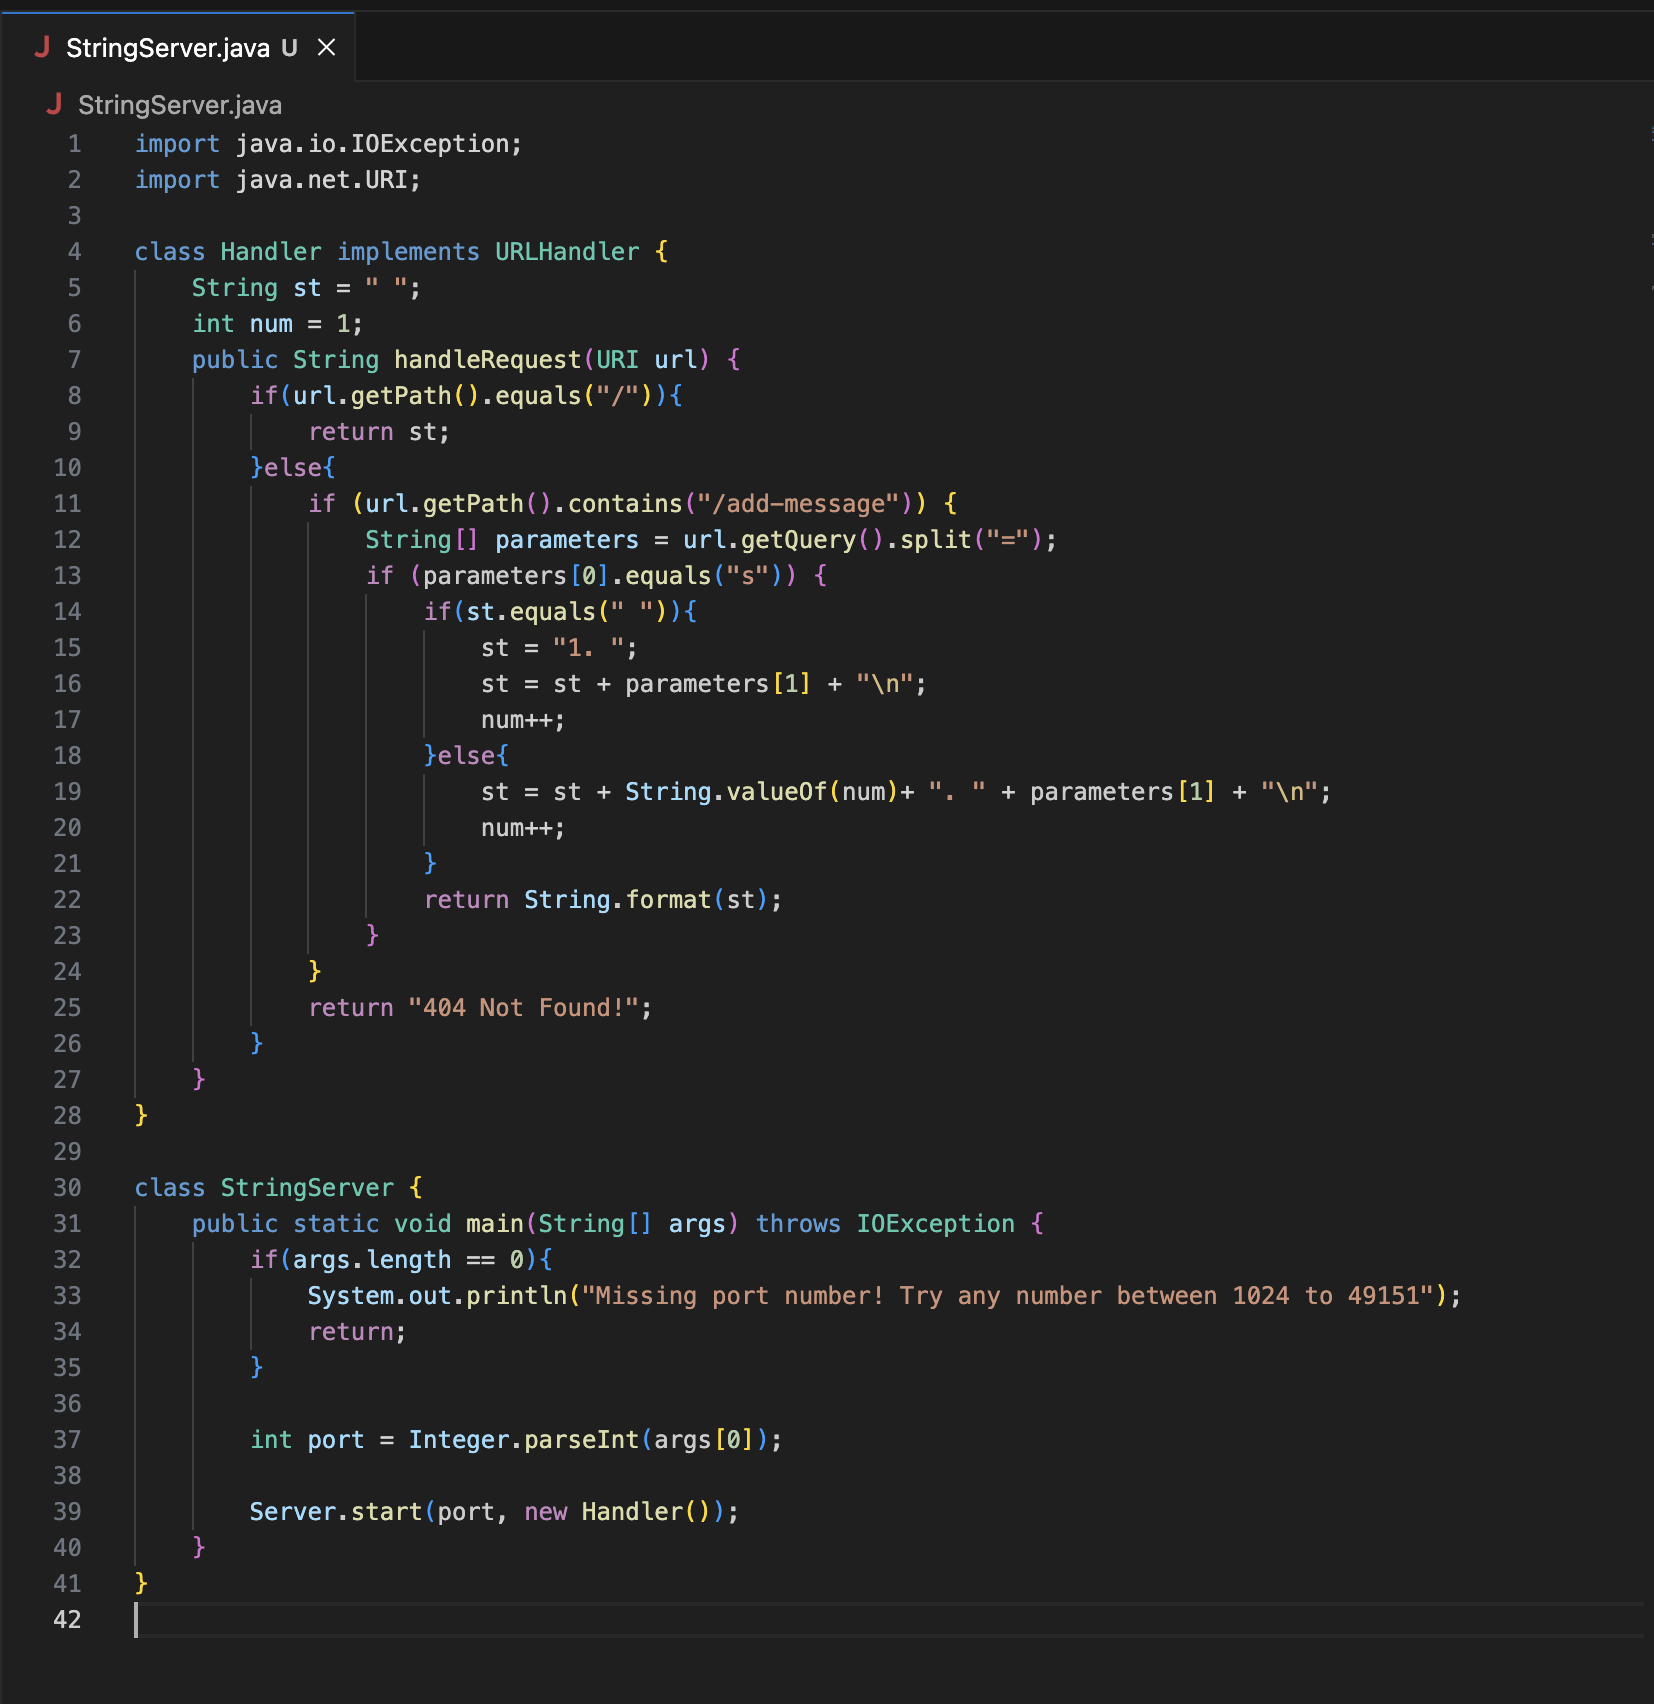 J StringServer.java U ×
J StringServer.java
1 import java.io.IOException;
2 import java.net.URI;
3
4 class Handler implements URLHandler {
5     String st = " ";
6     int num = 1;
7     public String handleRequest(URI url) {
8         if(url.getPath().equals("/")){
9             return st;
10         }else{
11             if (url.getPath().contains("/add-message")) {
12                 String[] parameters = url.getQuery().split("=");
13                 if (parameters[0].equals("s")) {
14                     if(st.equals(" ")){
15                         st = "1. ";
16                         st = st + parameters[1] + "\n";
17                         num++;
18                     }else{
19                         st = st + String.valueOf(num)+ ". " + parameters[1] + "\n";
20                         num++;
21                     }
22                     return String.format(st);
23                 }
24             }
25             return "404 Not Found!";
26         }
27     }
28 }
29
30 class StringServer {
31     public static void main(String[] args) throws IOException {
32         if(args.length == 0){
33             System.out.println("Missing port number! Try any number between 1024 to 49151");
34             return;
35         }
36
37         int port = Integer.parseInt(args[0]);
38
39         Server.start(port, new Handler());
40     }
41 }
42